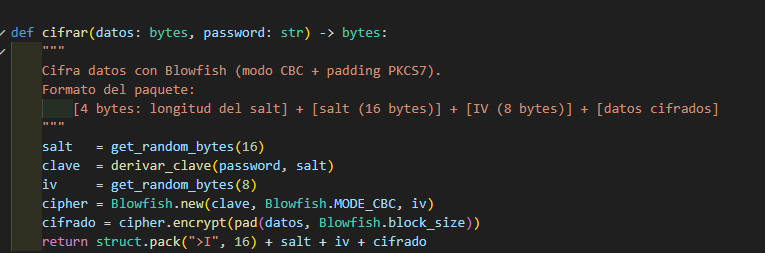 def cifrar(datos: bytes, password: str) -> bytes:
    """
    Cifra datos con Blowfish (modo CBC + padding PKCS7).
    Formato del paquete:
        [4 bytes: longitud del salt] + [salt (16 bytes)] + [IV (8 bytes)] + [datos cifrados]
    """
    salt   = get_random_bytes(16)
    clave  = derivar_clave(password, salt)
    iv     = get_random_bytes(8)
    cipher = Blowfish.new(clave, Blowfish.MODE_CBC, iv)
    cifrado = cipher.encrypt(pad(datos, Blowfish.block_size))
    return struct.pack(">I", 16) + salt + iv + cifrado